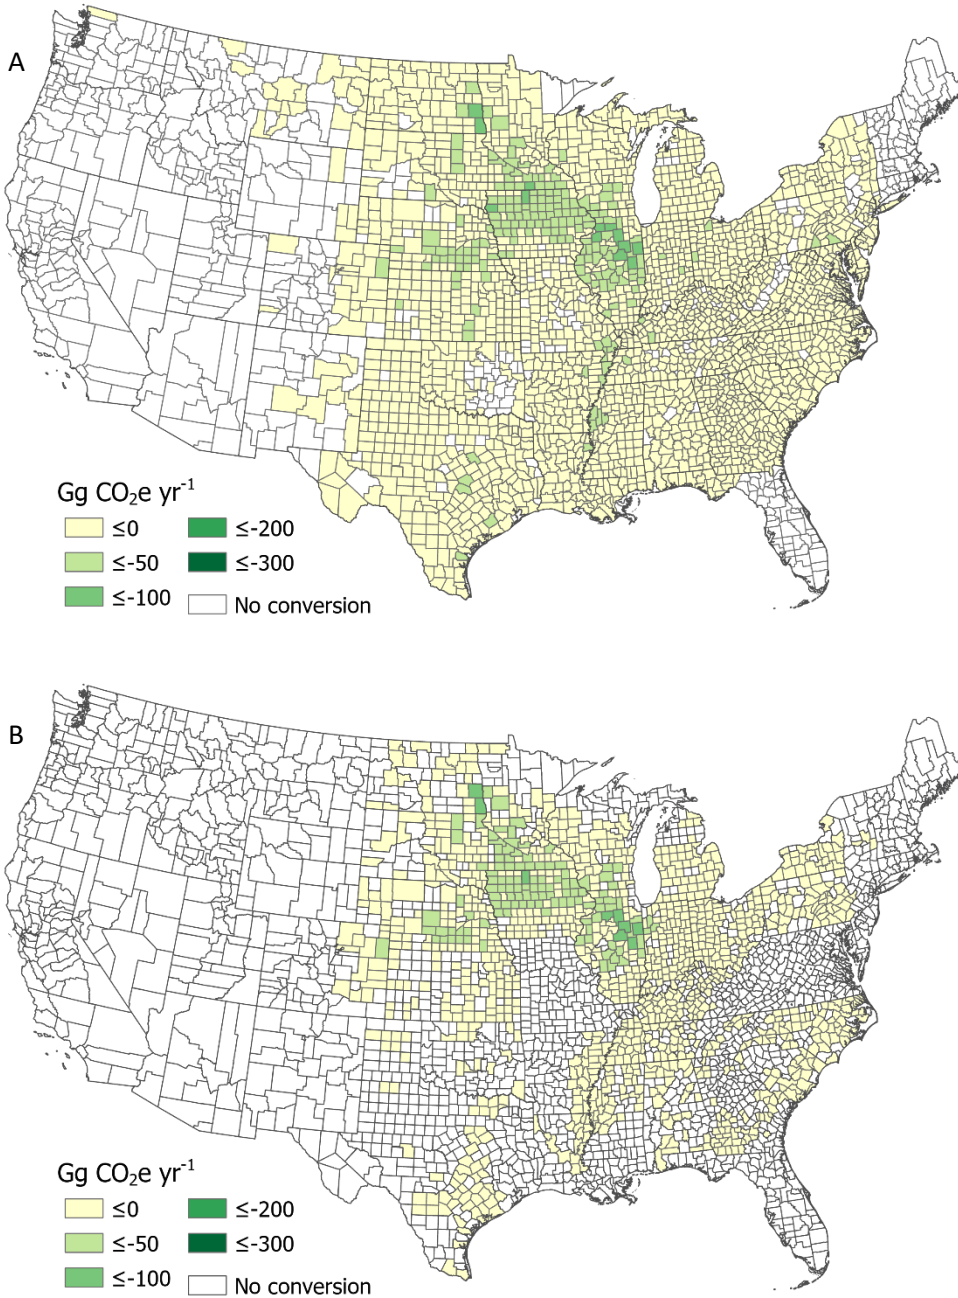 A
Gg CO₂e yr⁻¹
≤0 ≤-200
≤-50 ≤-300
≤-100 No conversion
B
Gg CO₂e yr⁻¹
≤0 ≤-200
≤-50 ≤-300
≤-100 No conversion